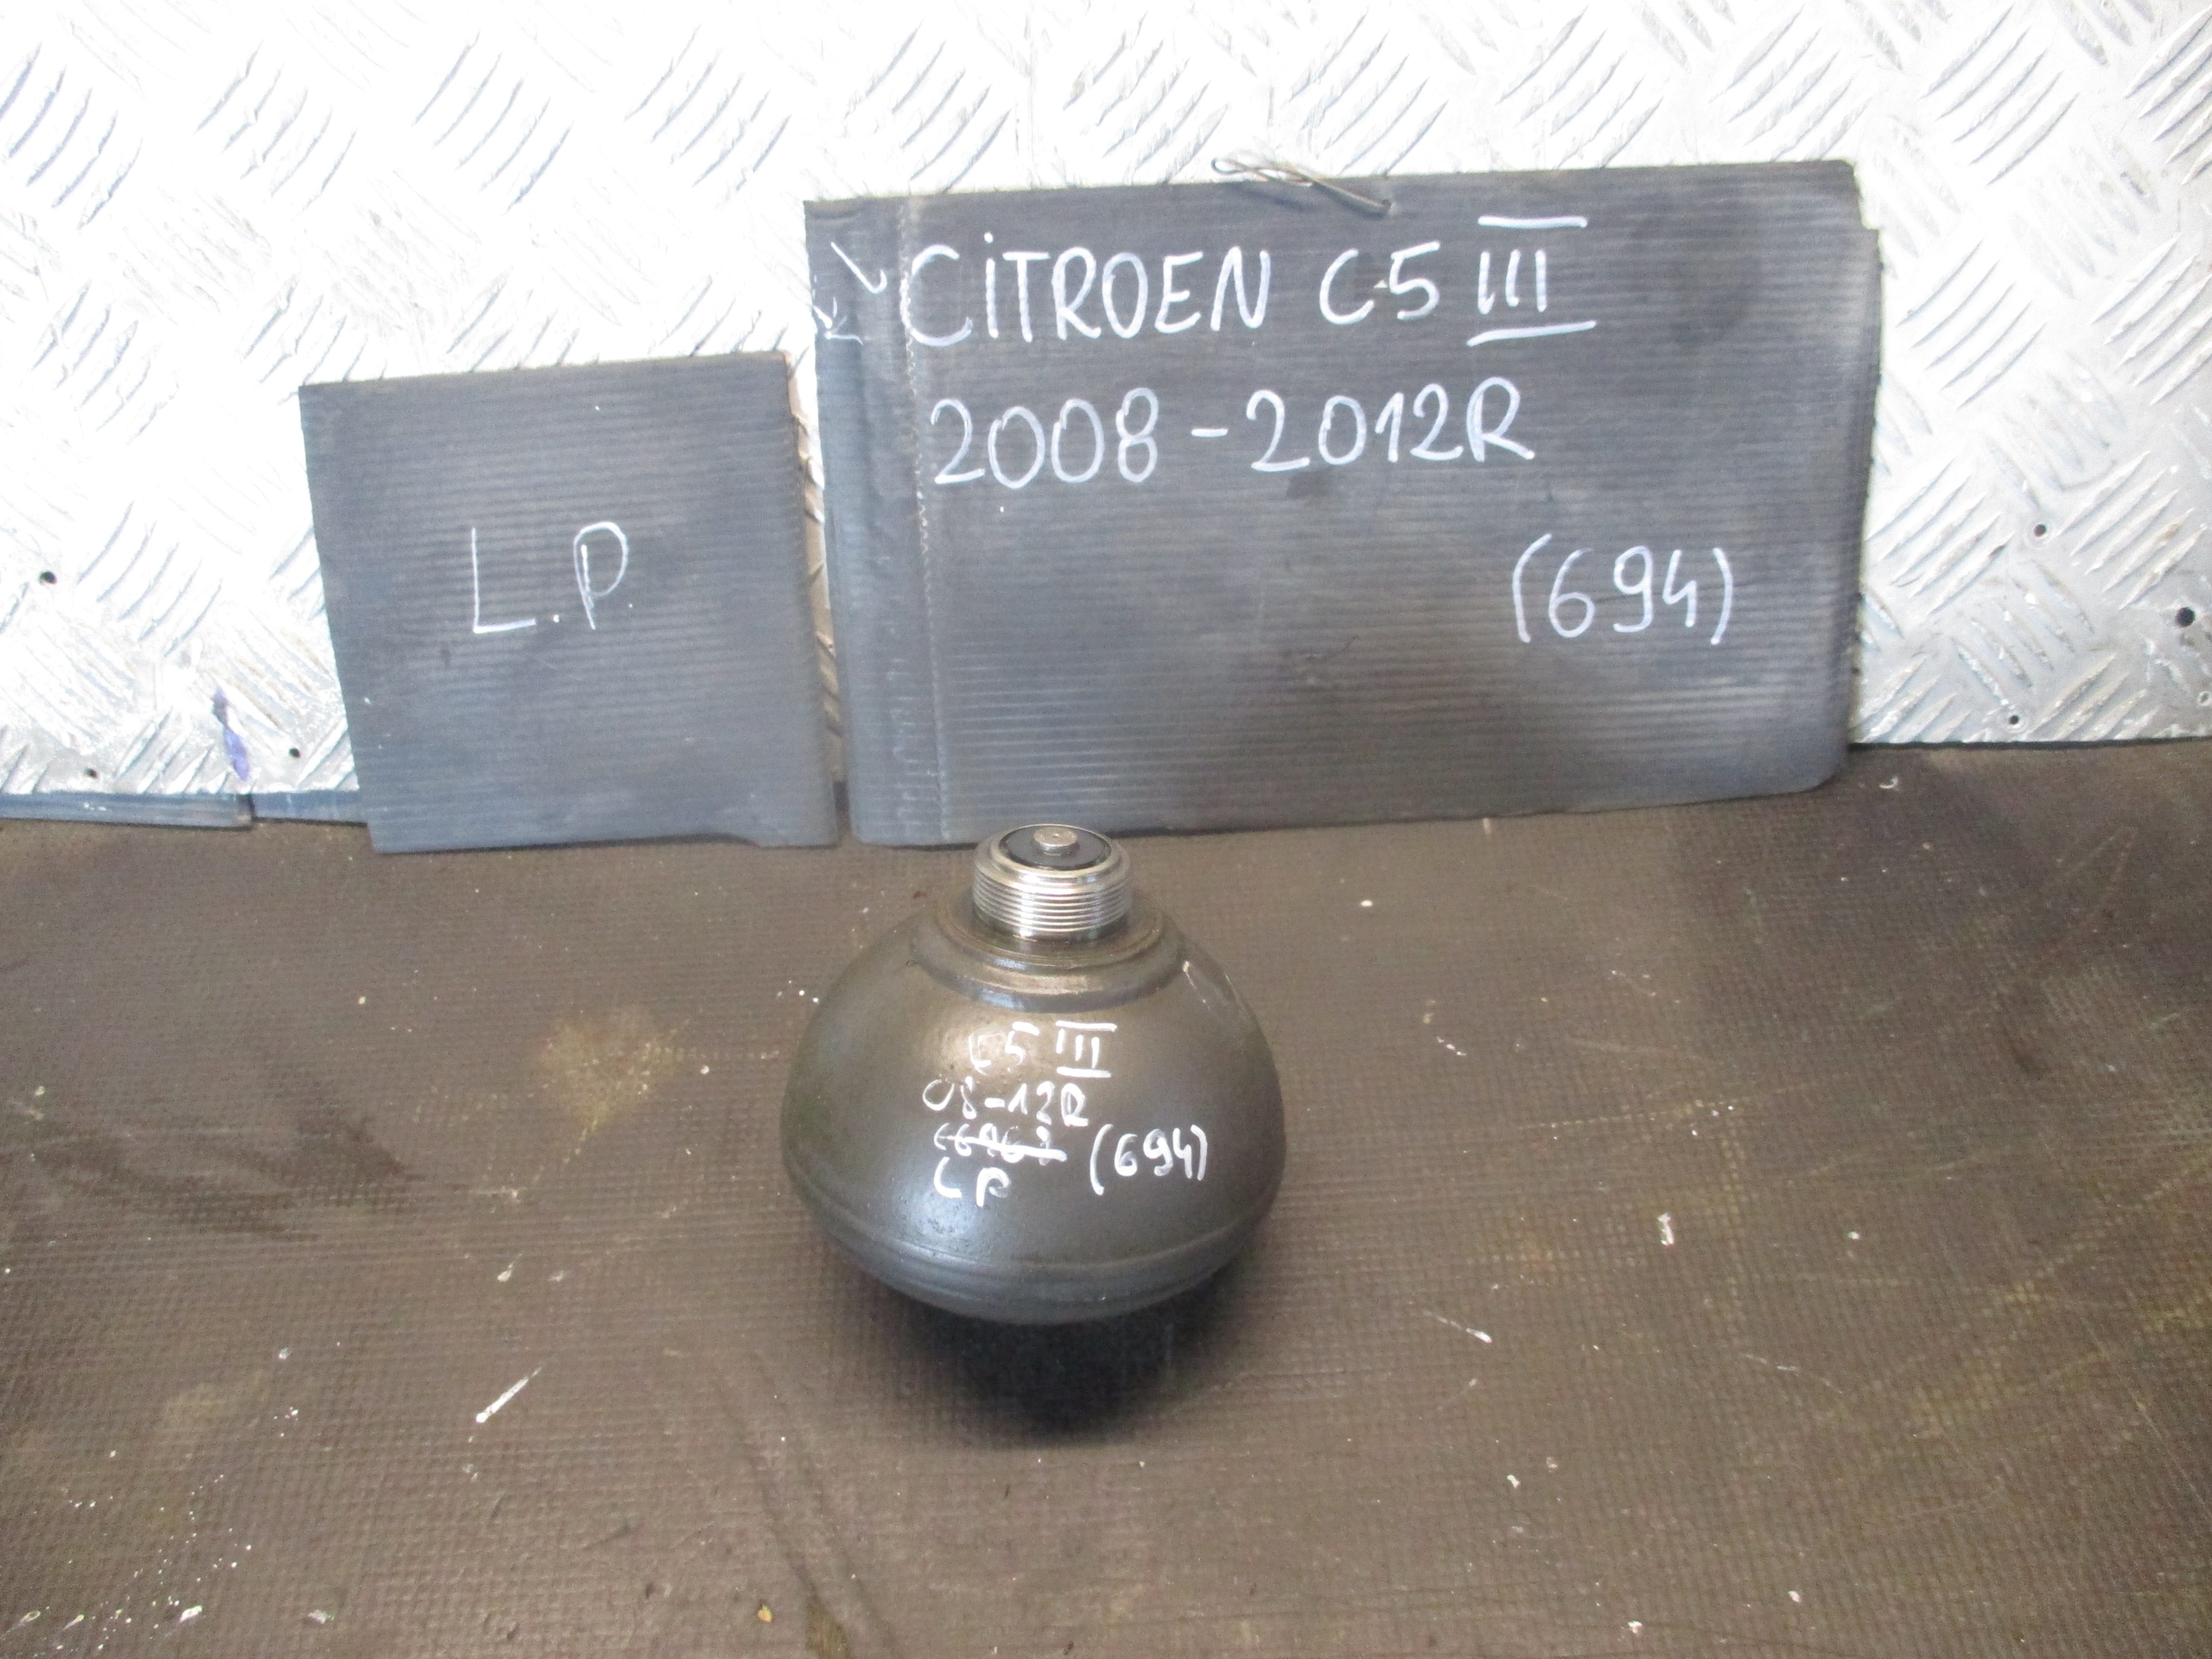 L.P
CiTROEN C5 III
2008-2012R
(694)
C5 III
08-12R
(694)
LP